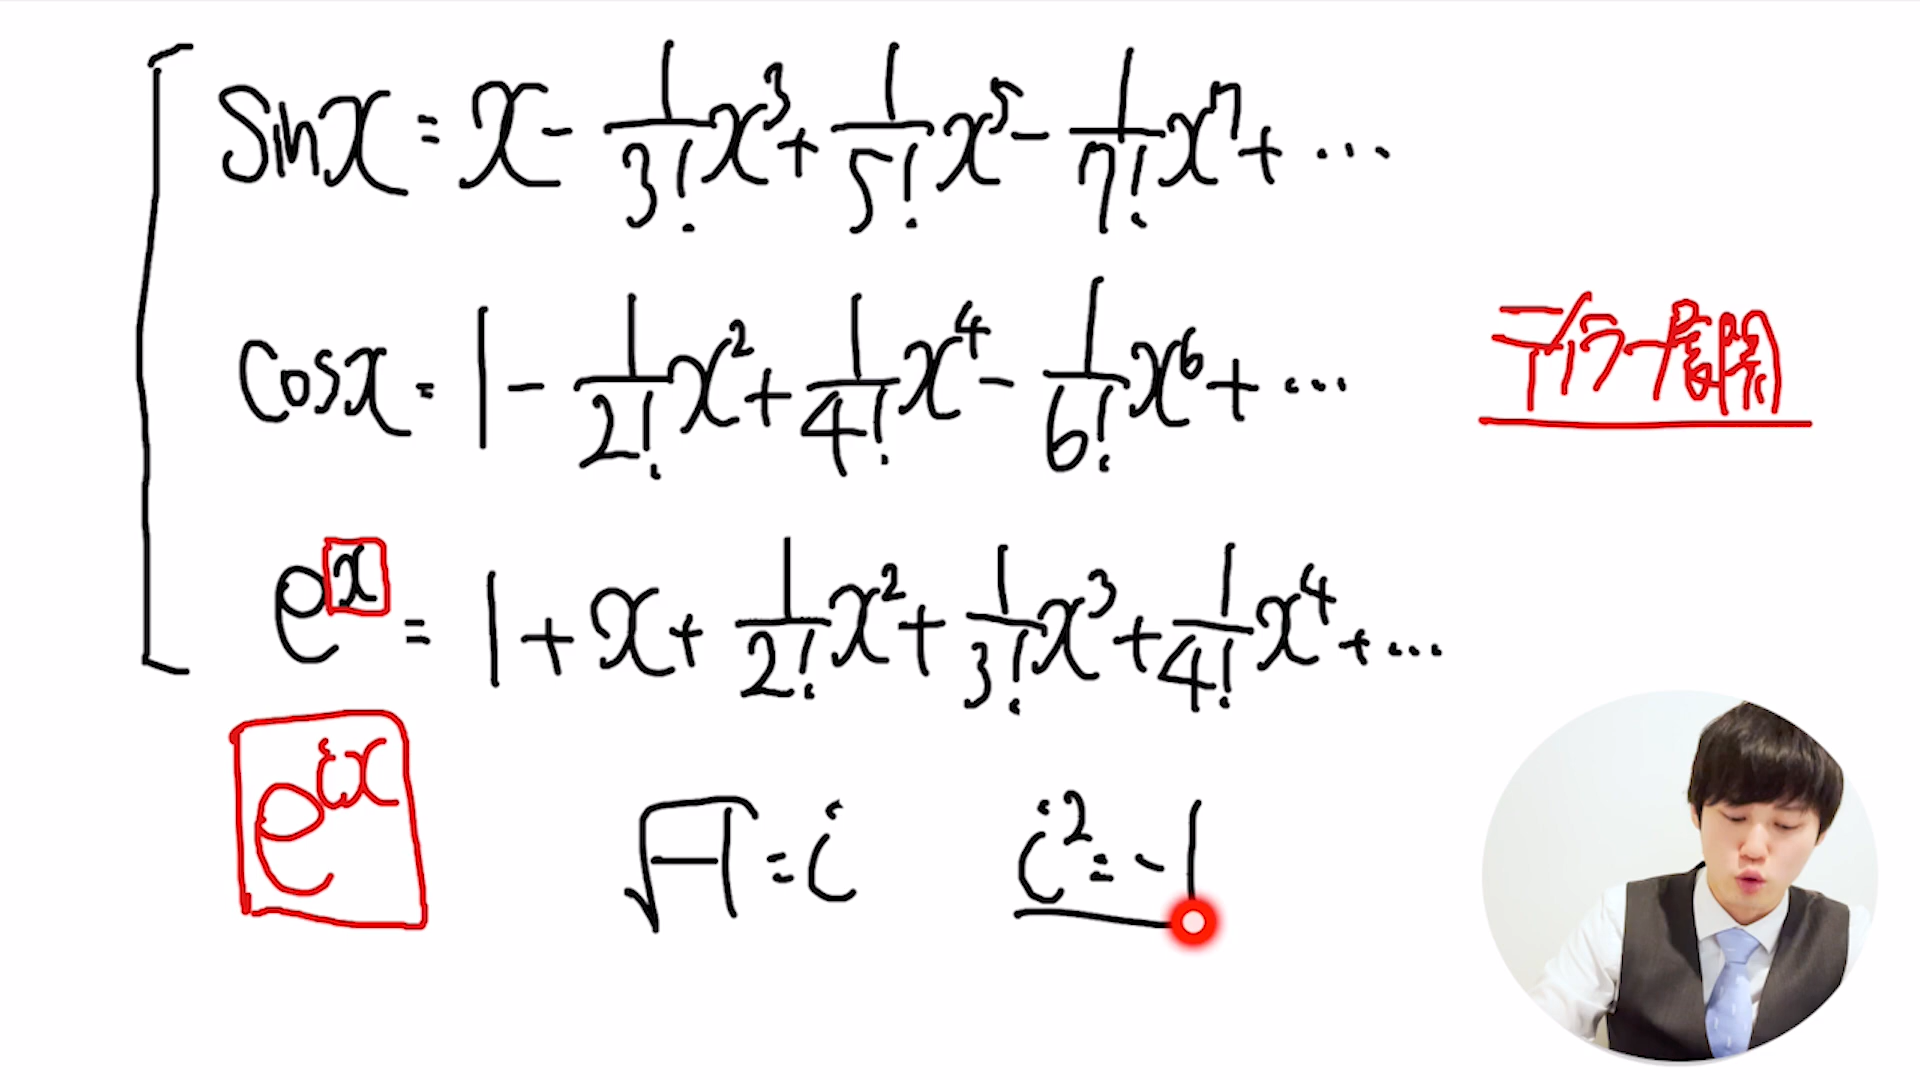 sinx = x - 1/3! x³ + 1/5! x⁵ - 1/7! x⁷ + ...
cosx = 1 - 1/2! x² + 1/4! x⁴ - 1/6! x⁶ + ...
テイラー展開
eˣ = 1 + x + 1/2! x² + 1/3! x³ + 1/4! x⁴ + ...
eⁱˣ
√-1 = i
i² = -1